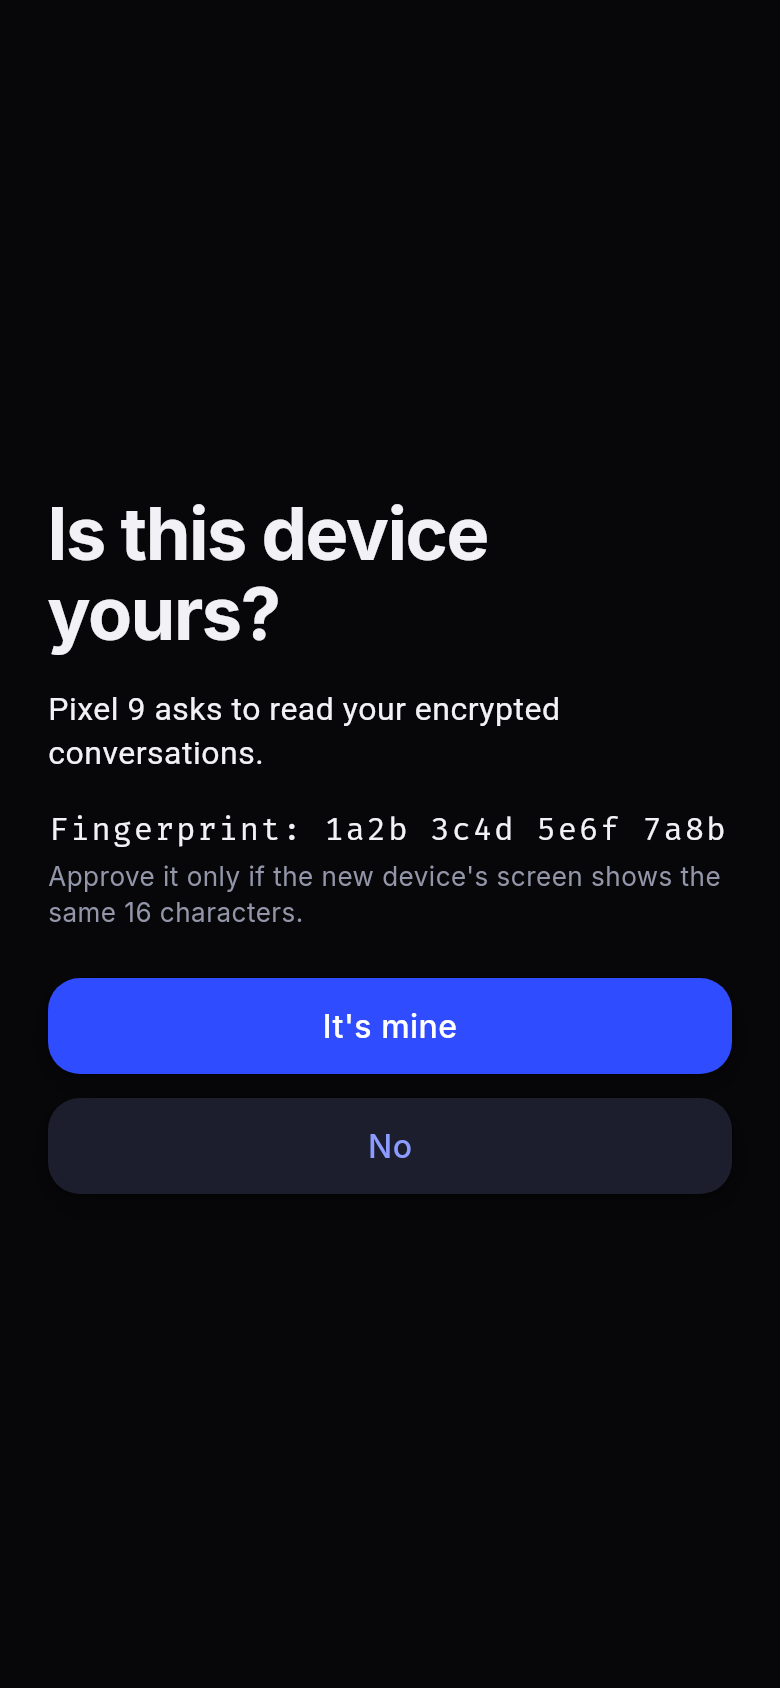 Is this device
yours?
Pixel 9 asks to read your encrypted
conversations.
Fingerprint: 1a2b 3c4d 5e6f 7a8b
Approve it only if the new device's screen shows the
same 16 characters.
It's mine
No